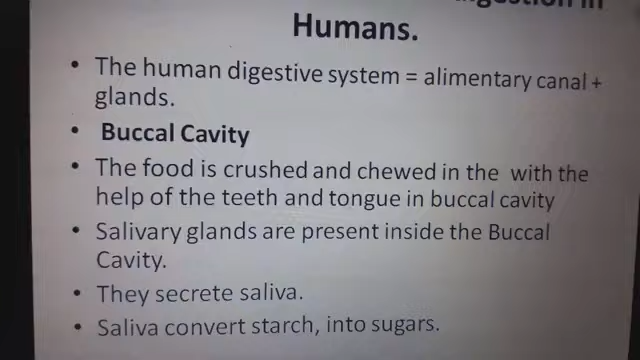 Humans.
• The human digestive system = alimentary canal +
glands.
• Buccal Cavity
• The food is crushed and chewed in the with the
help of the teeth and tongue in buccal cavity
• Salivary glands are present inside the Buccal
Cavity.
• They secrete saliva.
• Saliva convert starch, into sugars.